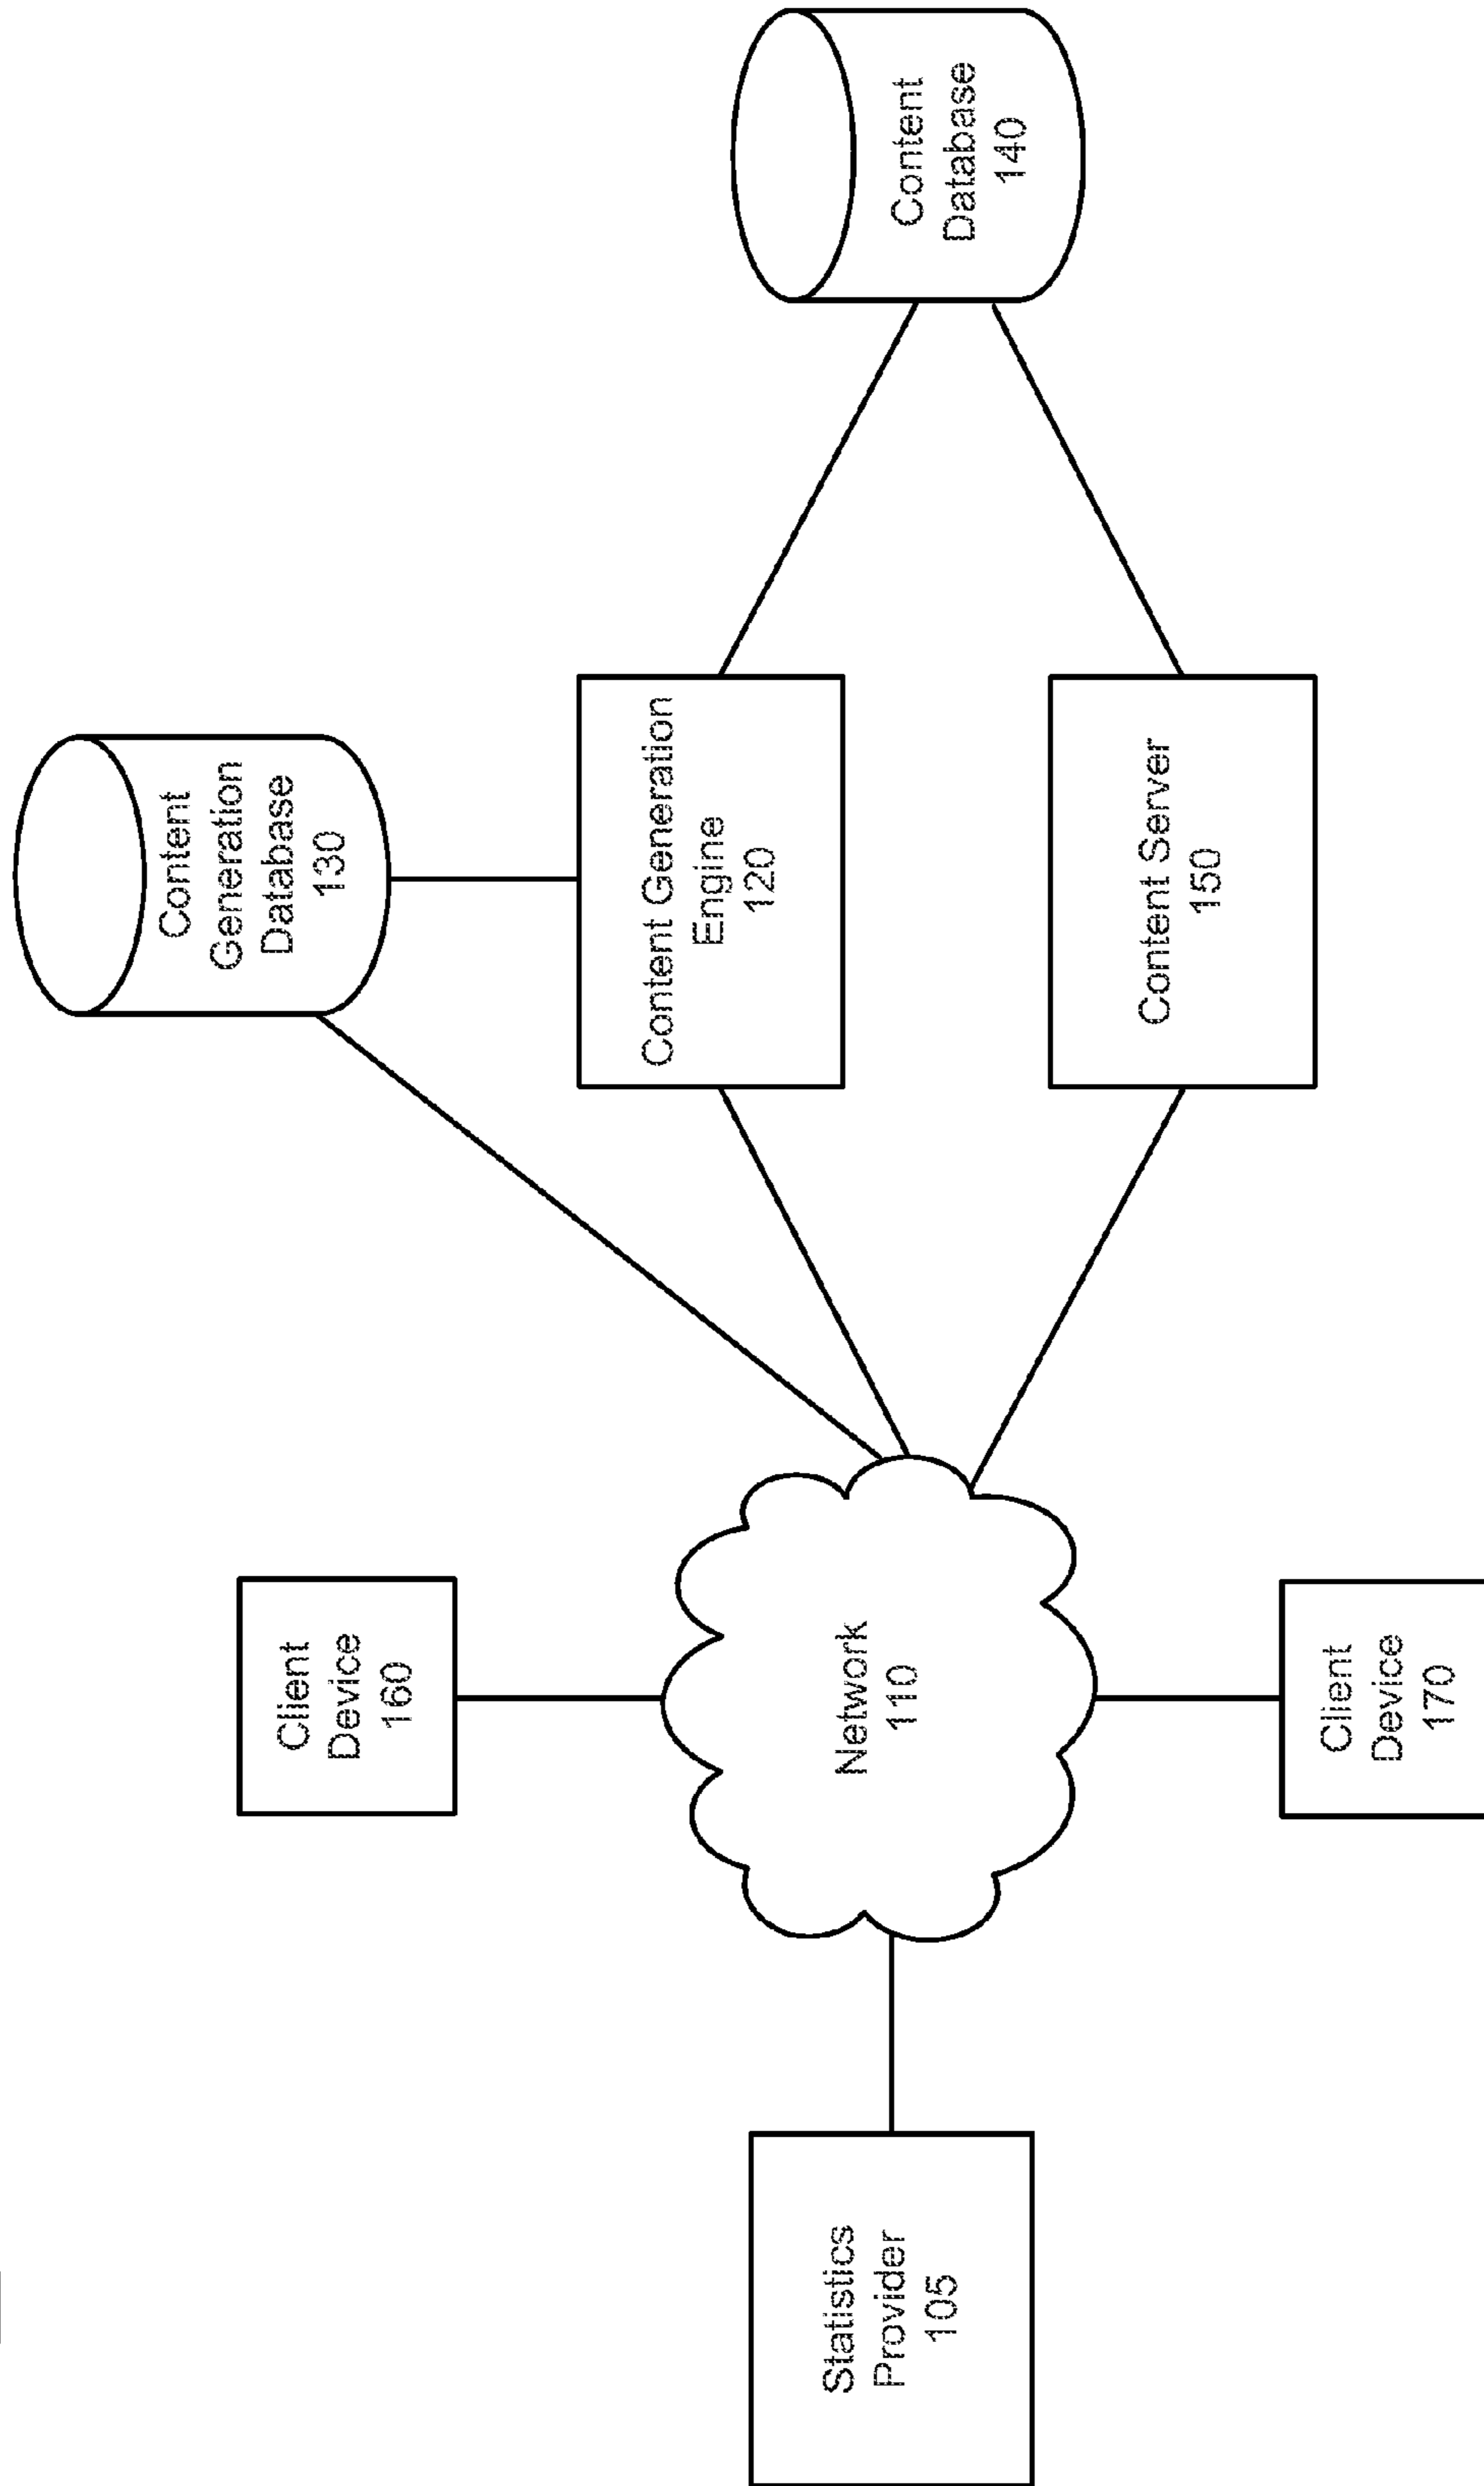 Statistics
Provider
105
Client
Device
160
Network
110
Client
Device
170
Content
Generation
Database
130
Content Generation
Engine
120
Content Server
150
Content
Database
140